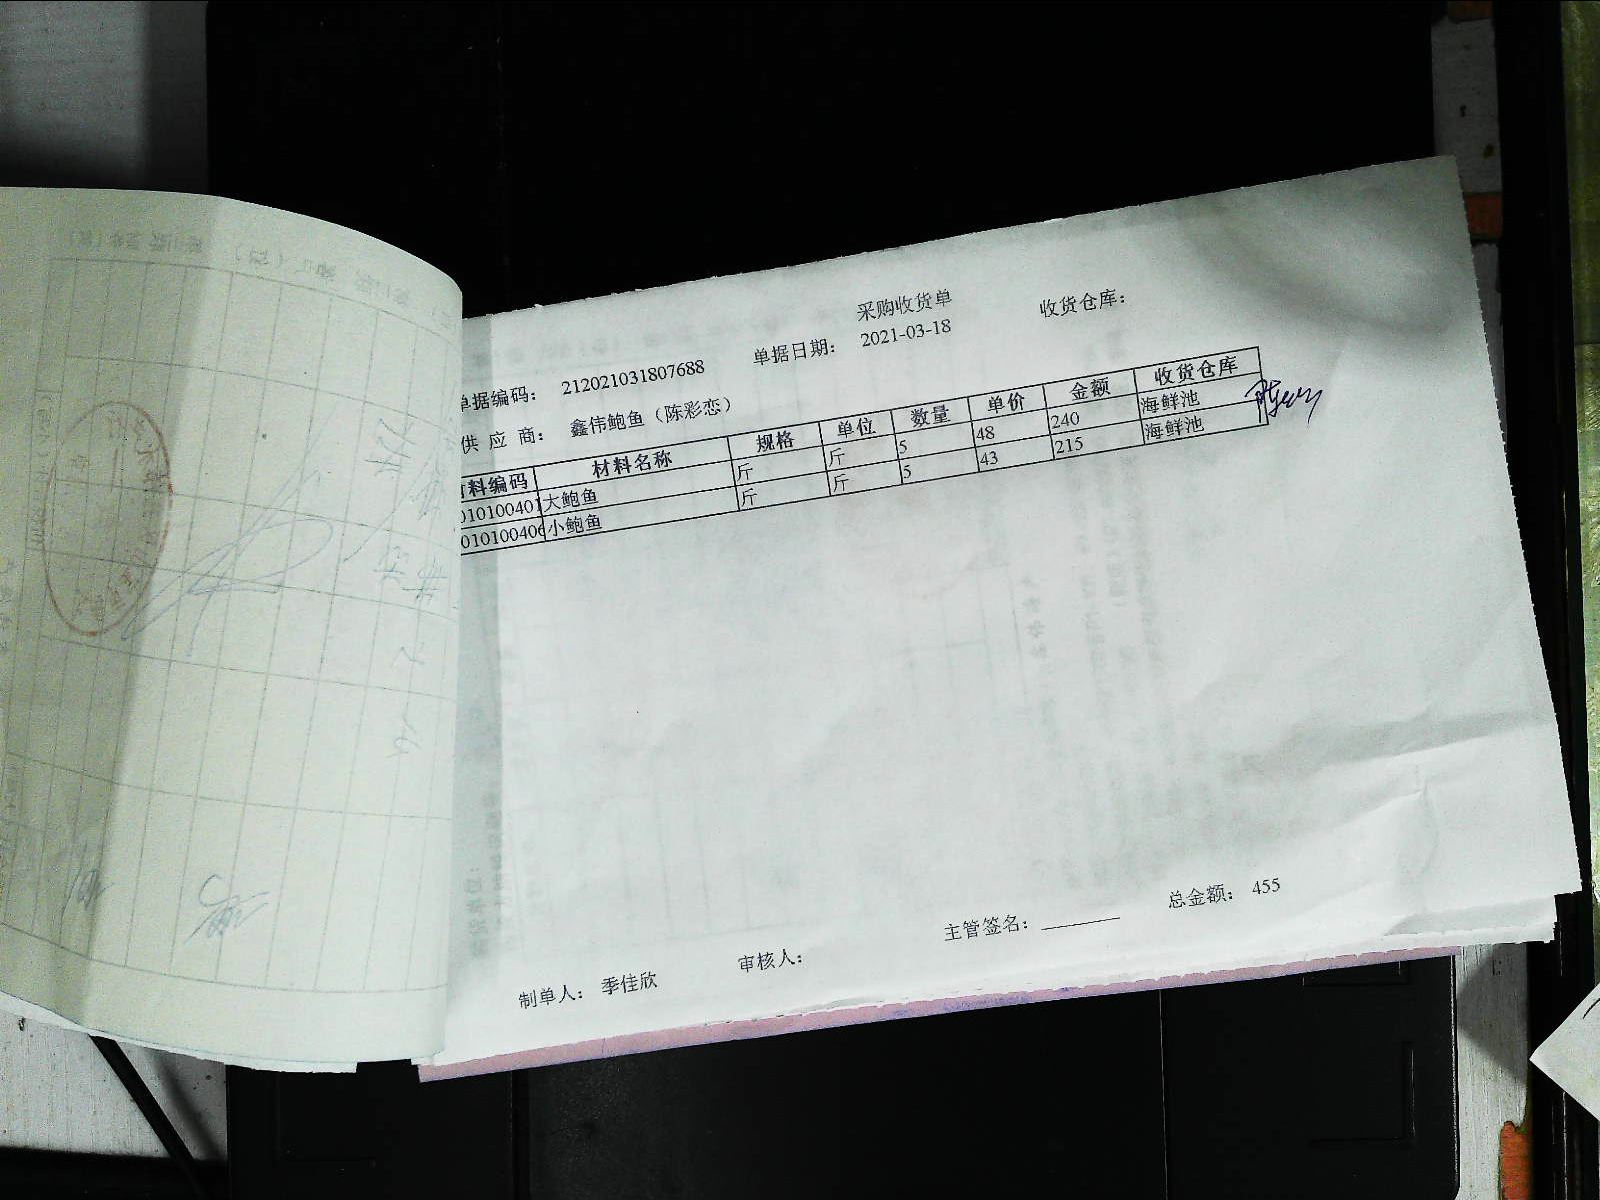 采购收货单
单据编码： 212021031807688 单据日期： 2021-03-18 收货仓库：
供 应 商： 鑫伟鲍鱼（陈彩恋）
材料编码 材料名称 规格 单位 数量 单价 金额 收货仓库
010100401 大鲍鱼 斤 斤 5 48 240 海鲜池
010100406 小鲍鱼 斤 斤 5 43 215 海鲜池
制单人： 季佳欣 审核人： 主管签名： 总金额： 455